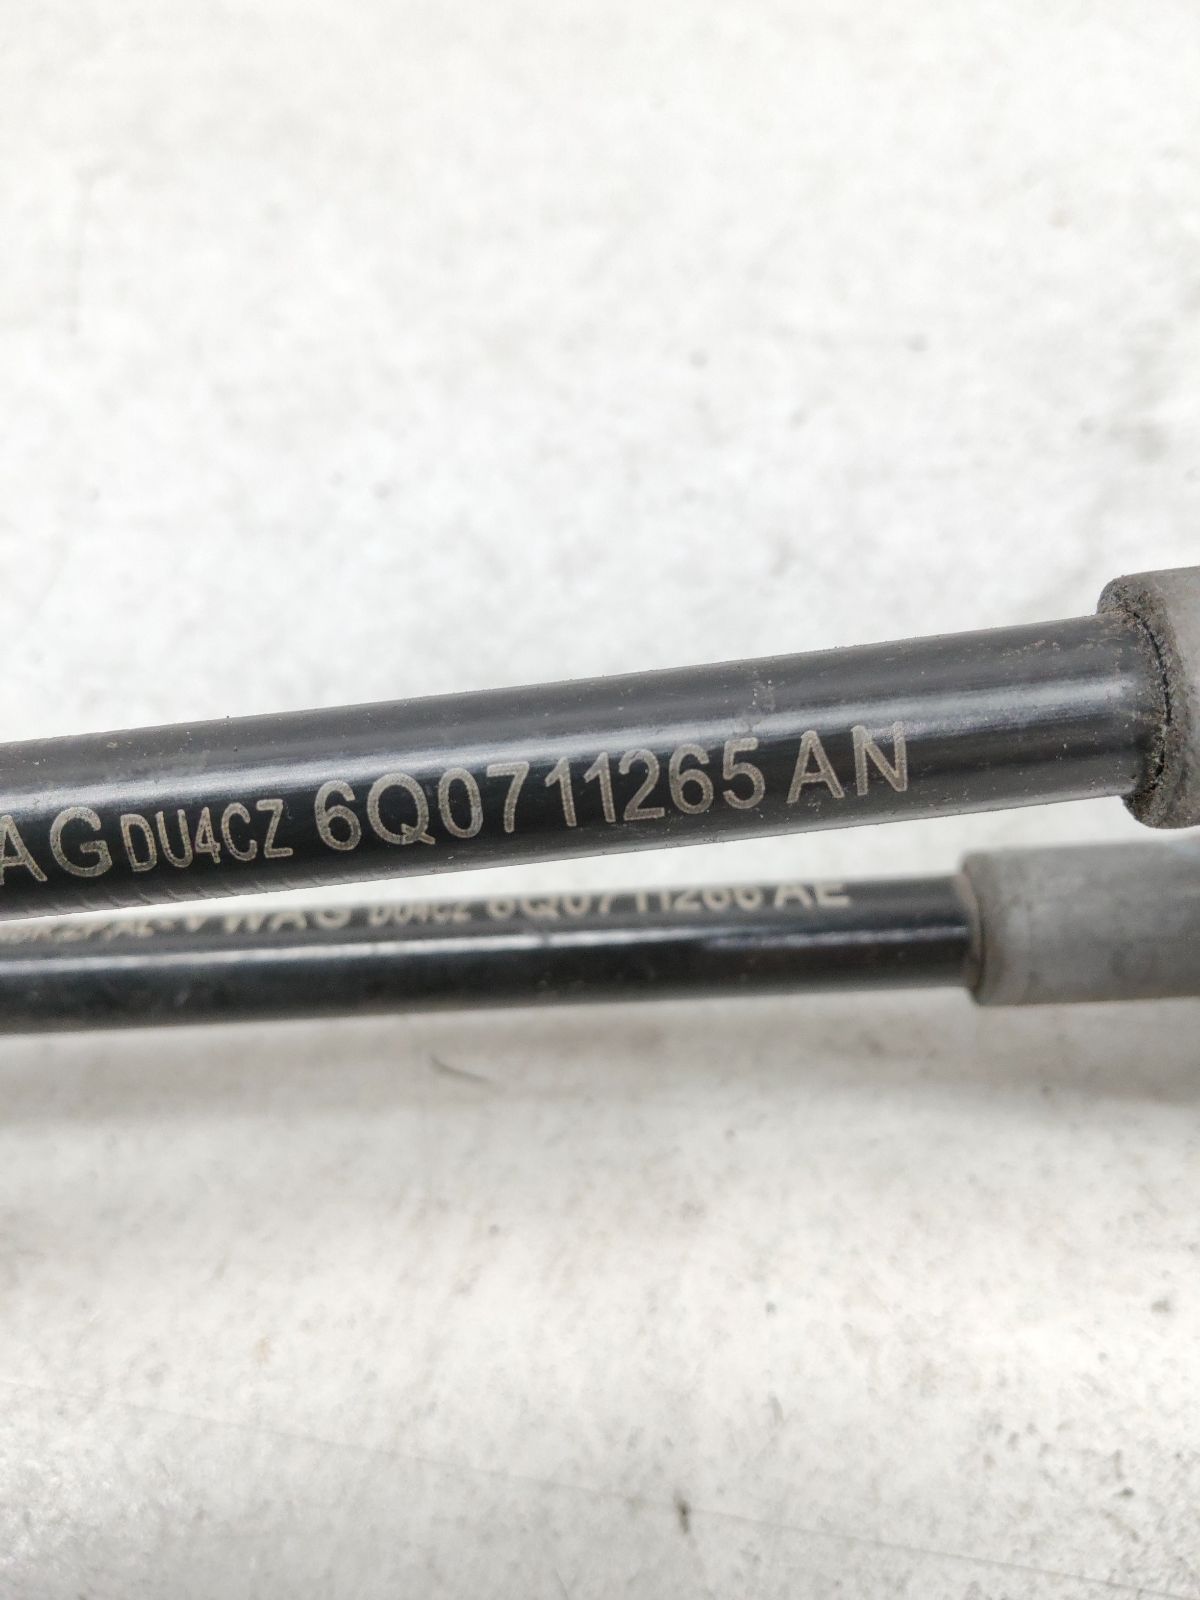 AG DU4CZ 6Q0711265 AN
VWAG DU4CZ 6Q0711266 AE